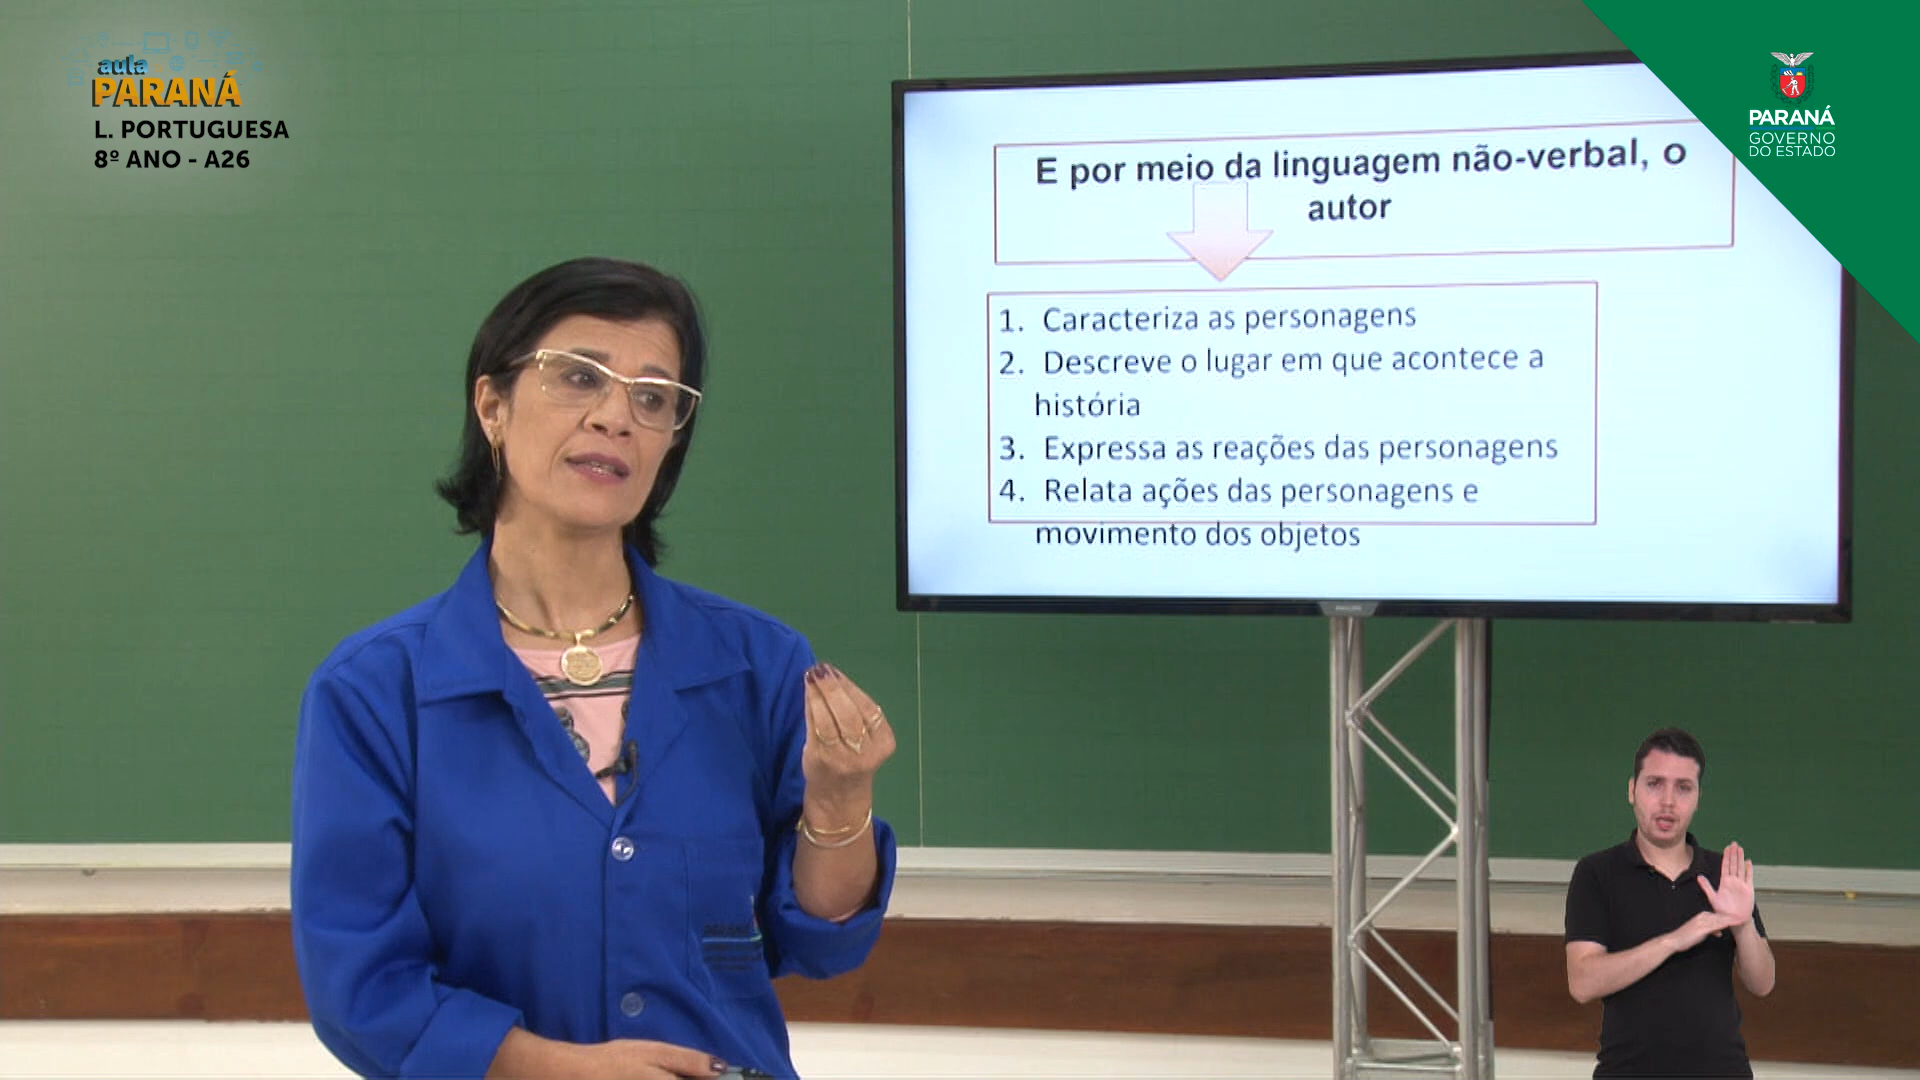 aula
PARANÁ
L. PORTUGUESA
8º ANO - A26
PARANÁ
GOVERNO
DO ESTADO
E por meio da linguagem não-verbal, o
autor
1. Caracteriza as personagens
2. Descreve o lugar em que acontece a
história
3. Expressa as reações das personagens
4. Relata ações das personagens e
movimento dos objetos
PHILIPS